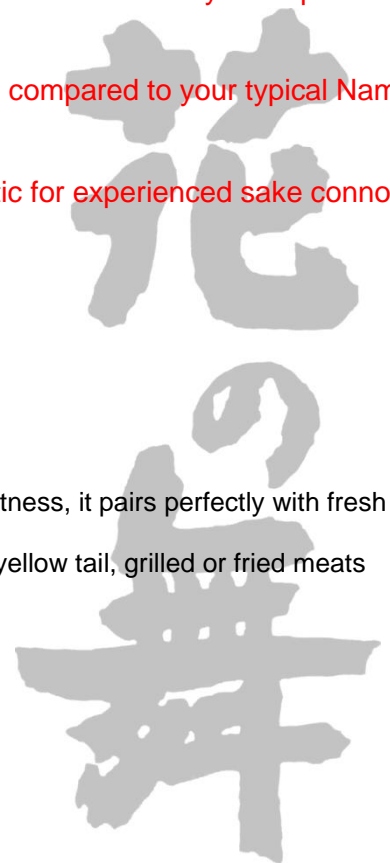 compared to your typical Nam
tic for experienced sake conno
花の舞
tness, it pairs perfectly with fresh
yellow tail, grilled or fried meats